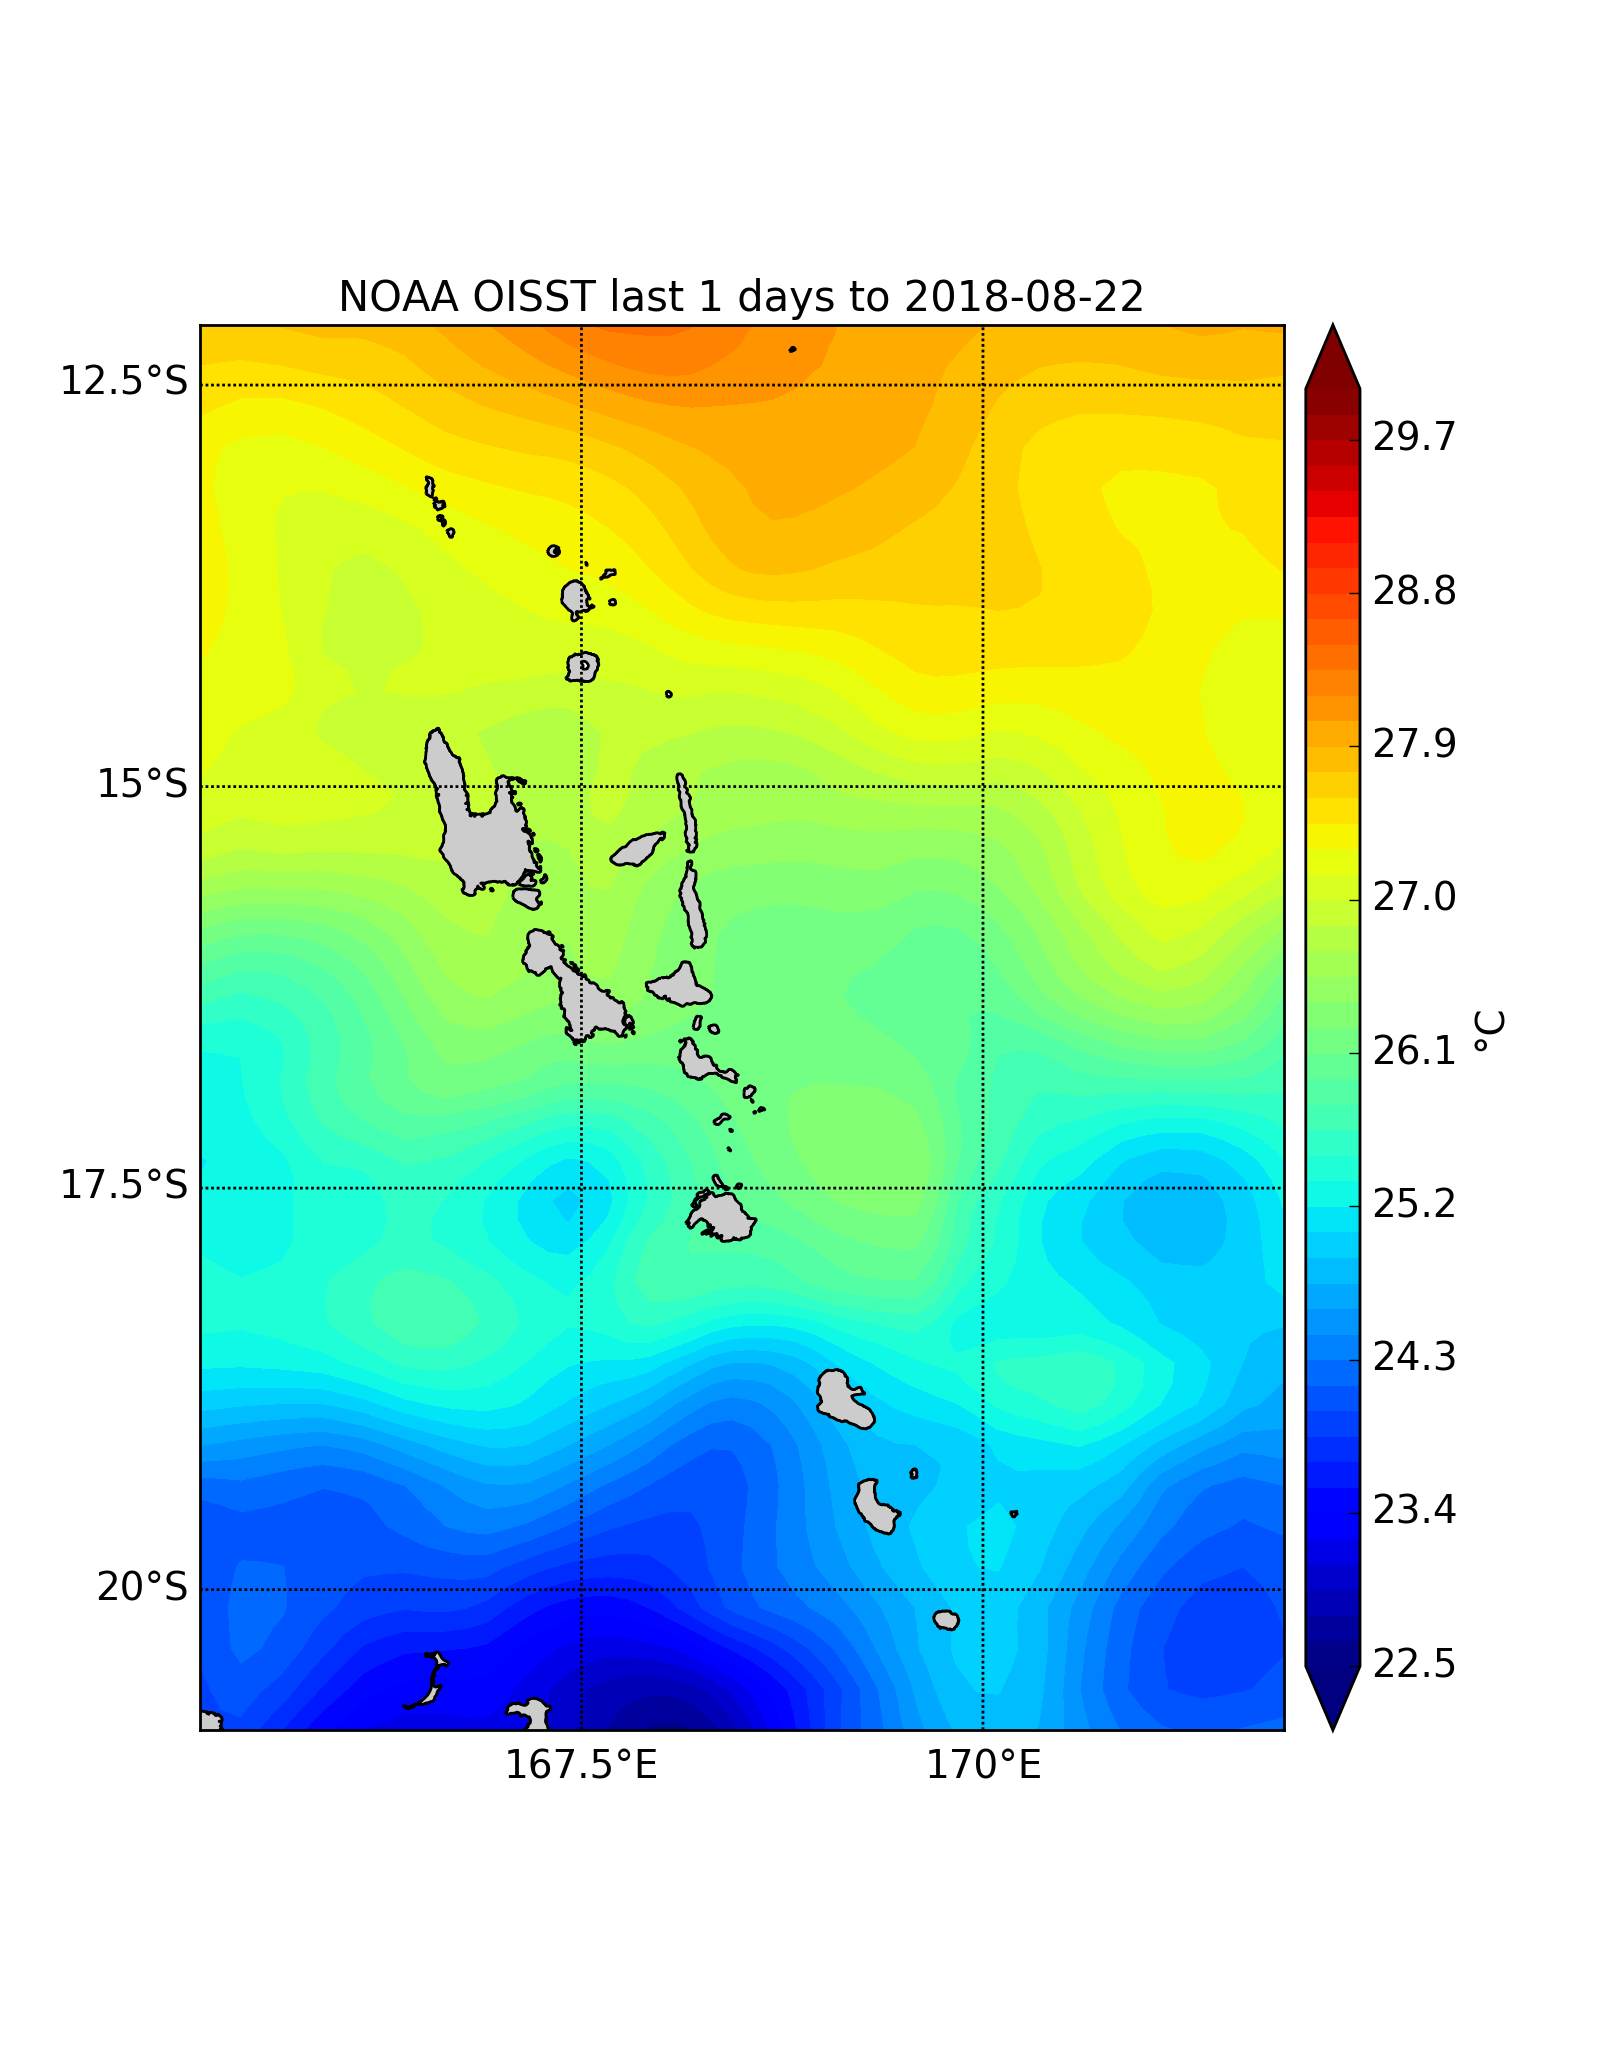 NOAA OISST last 1 days to 2018-08-22
12.5°S
15°S
17.5°S
20°S
167.5°E
170°E
29.7
28.8
27.9
27.0
26.1
25.2
24.3
23.4
22.5
°C